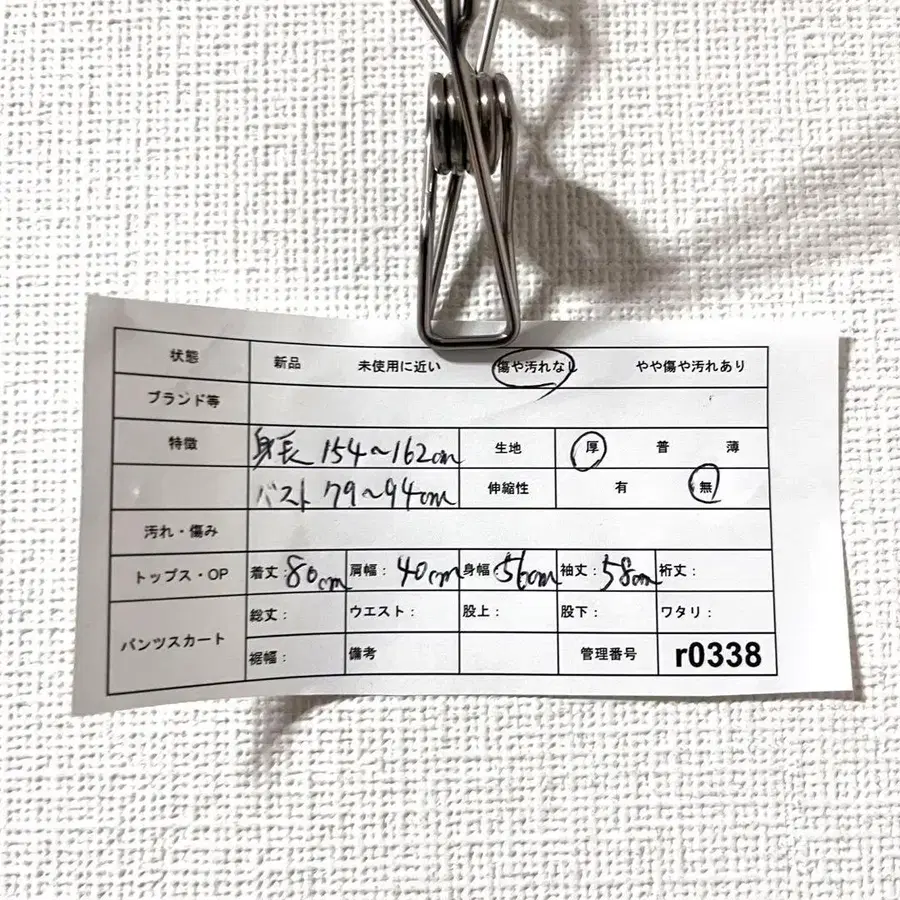 状態 新品 未使用に近い 傷や汚れなし やや傷や汚れあり
ブランド等
特徴 身長 154~162cm 生地 厚 普 薄
バスト 79~94cm 伸縮性 有 無
汚れ・傷み
トップス・OP 着丈:80cm 肩幅:40cm 身幅:56cm 袖丈:58cm 裄丈:
パンツスカート 総丈: ウエスト: 股上: 股下: ワタリ:
裾幅: 備考 管理番号 r0338